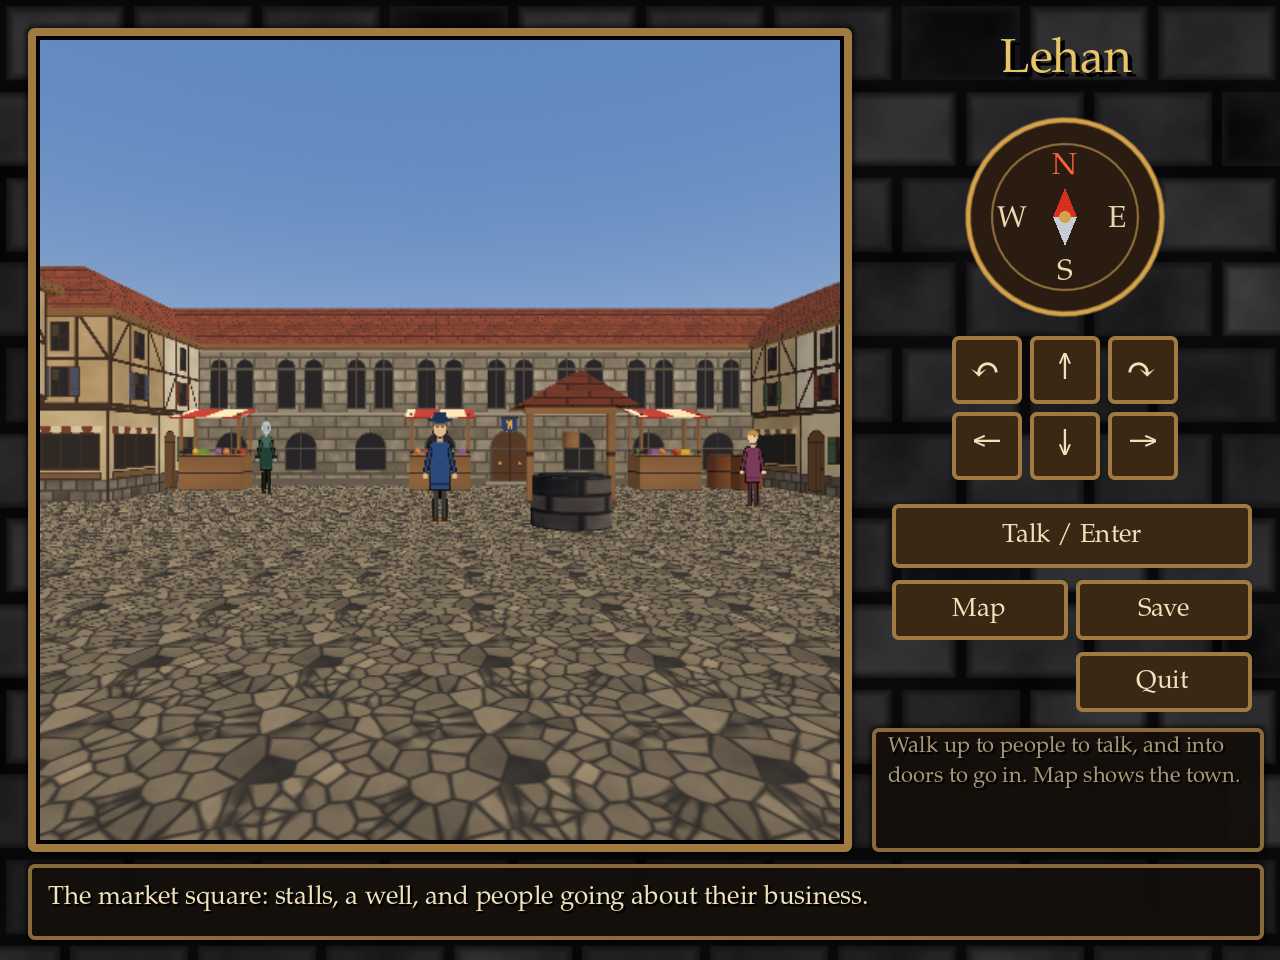 Lehan
N
W E
S
Talk / Enter
Map Save
Quit
Walk up to people to talk, and into
doors to go in. Map shows the town.
The market square: stalls, a well, and people going about their business.